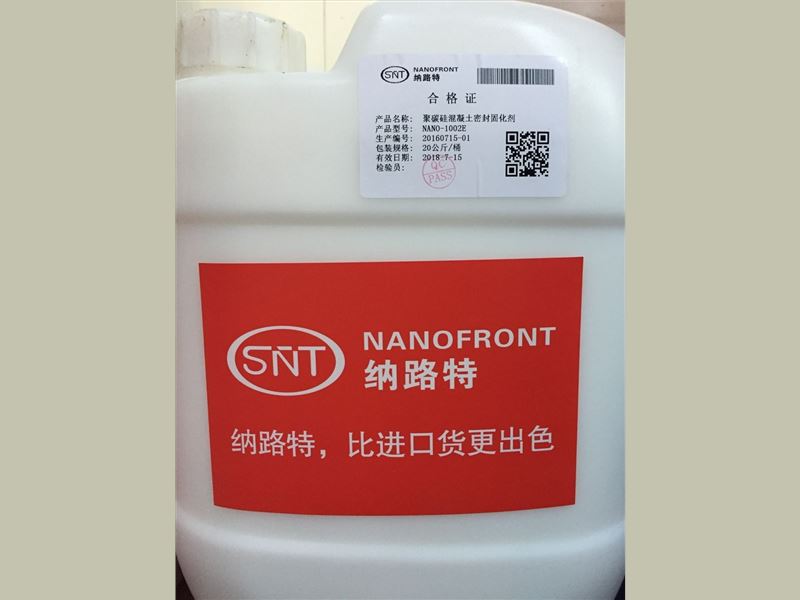 SNT
NANOFRONT
纳路特
合格证
产品名称: 聚碳硅混凝土密封固化剂
产品型号: NANO-1002E
生产编号: 20160715-01
包装规格: 20公斤/桶
有效日期: 2018-7-15
检验员:
QC
PASS
SNT
NANOFRONT
纳路特
纳路特，比进口货更出色